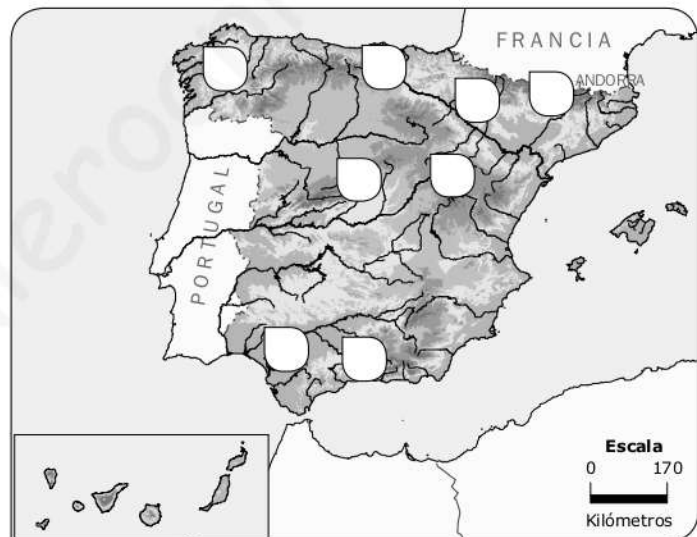 FRANCIA
ANDORRA
PORTUGAL
Escala
0 170
Kilómetros